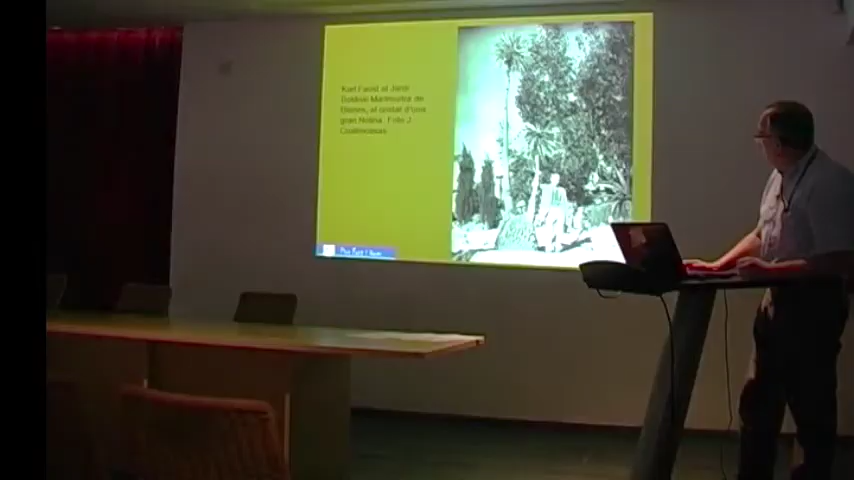 Karl Faust al Jardí
Botànic Marimurtra de
Blanes, al costat d'una
gran Nolina. Foto J.